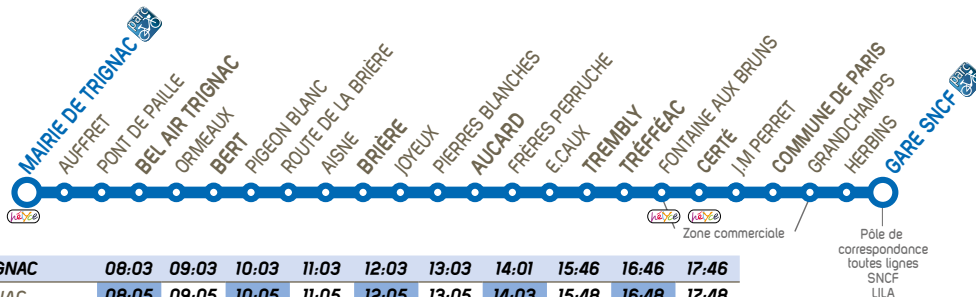 MAIRIE DE TRIGNAC
AUFFRET
PONT DE PAILLE
BEL AIR TRIGNAC
ORMEAUX
BERT
PIGEON BLANC
ROUTE DE LA BRIÈRE
AISNE
BRIÈRE
JOYEUX
PIERRES BLANCHES
AUCARD
FRÈRES PERRUCHE
E.CAUX
TREMBLY
TRÉFFÉAC
FONTAINE AUX BRUNS
CERTÉ
J.M PERRET
COMMUNE DE PARIS
GRANDCHAMPS
HERBINS
GARE SNCF
parc
parc
hélYce
hélYce
hélYce
Zone commerciale
Pôle de
correspondance
toutes lignes
SNCF
LILA
GNAC 08:03 09:03 10:03 11:03 12:03 13:03 14:01 15:46 16:46 17:46
NAC 08:05 09:05 10:05 11:05 12:05 13:05 14:03 15:48 16:48 17:48